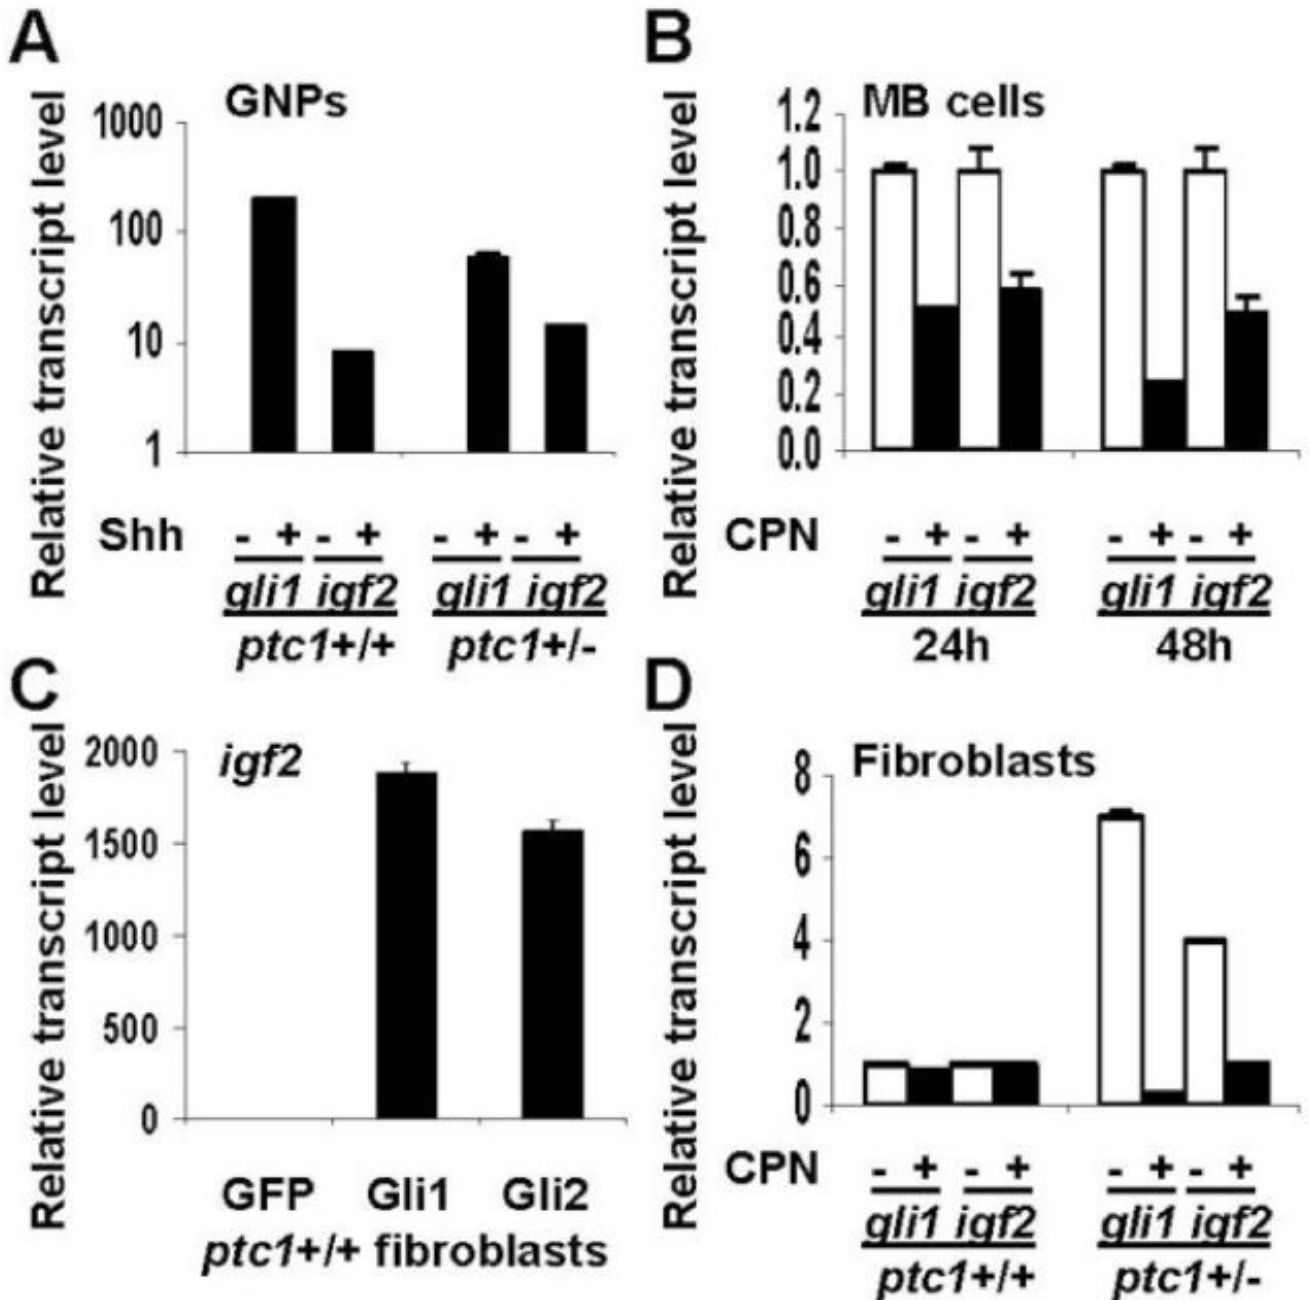 A
GNPs
Relative transcript level
1000
100
10
1
Shh - + - + - + - +
gli1 igf2 gli1 igf2
ptc1+/+ ptc1+/-
B
MB cells
Relative transcript level
1.2
1.0
0.8
0.6
0.4
0.2
0.0
CPN - + - + - + - +
gli1 igf2 gli1 igf2
24h 48h
C
igf2
Relative transcript level
2000
1500
1000
500
0
GFP Gli1 Gli2
ptc1+/+ fibroblasts
D
Fibroblasts
Relative transcript level
8
6
4
2
0
CPN - + - + - + - +
gli1 igf2 gli1 igf2
ptc1+/+ ptc1+/-